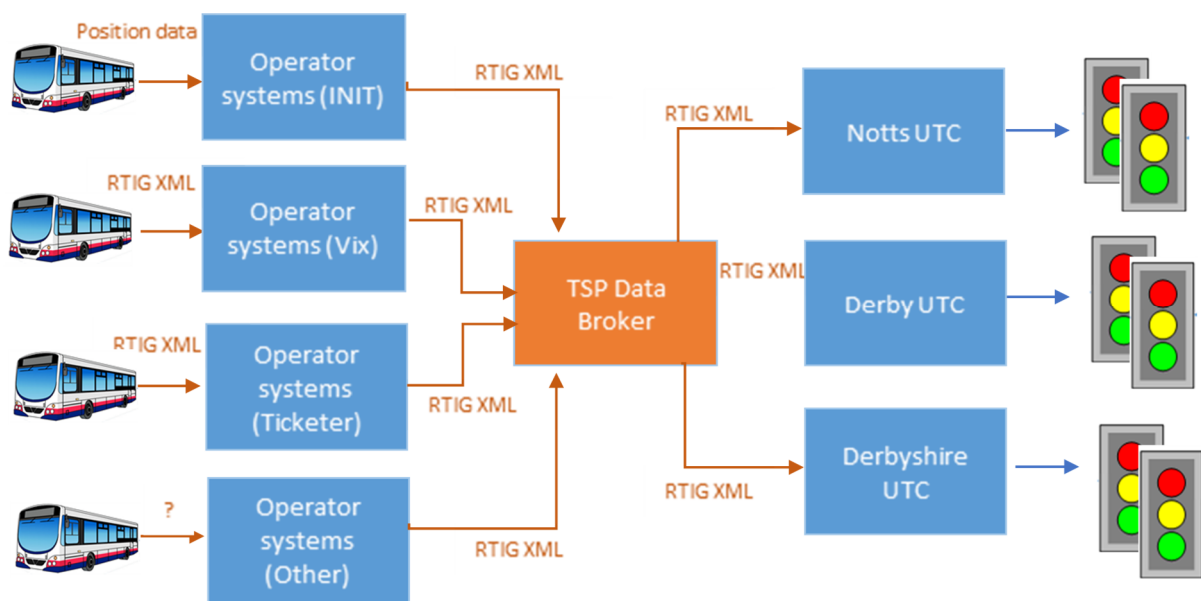 Position data
Operator
systems (INIT)
RTIG XML
RTIG XML
Operator
systems (Vix)
RTIG XML
RTIG XML
Operator
systems
(Ticketer)
RTIG XML
?
Operator
systems
(Other)
RTIG XML
TSP Data
Broker
RTIG XML
Notts UTC
RTIG XML
Derby UTC
RTIG XML
Derbyshire
UTC